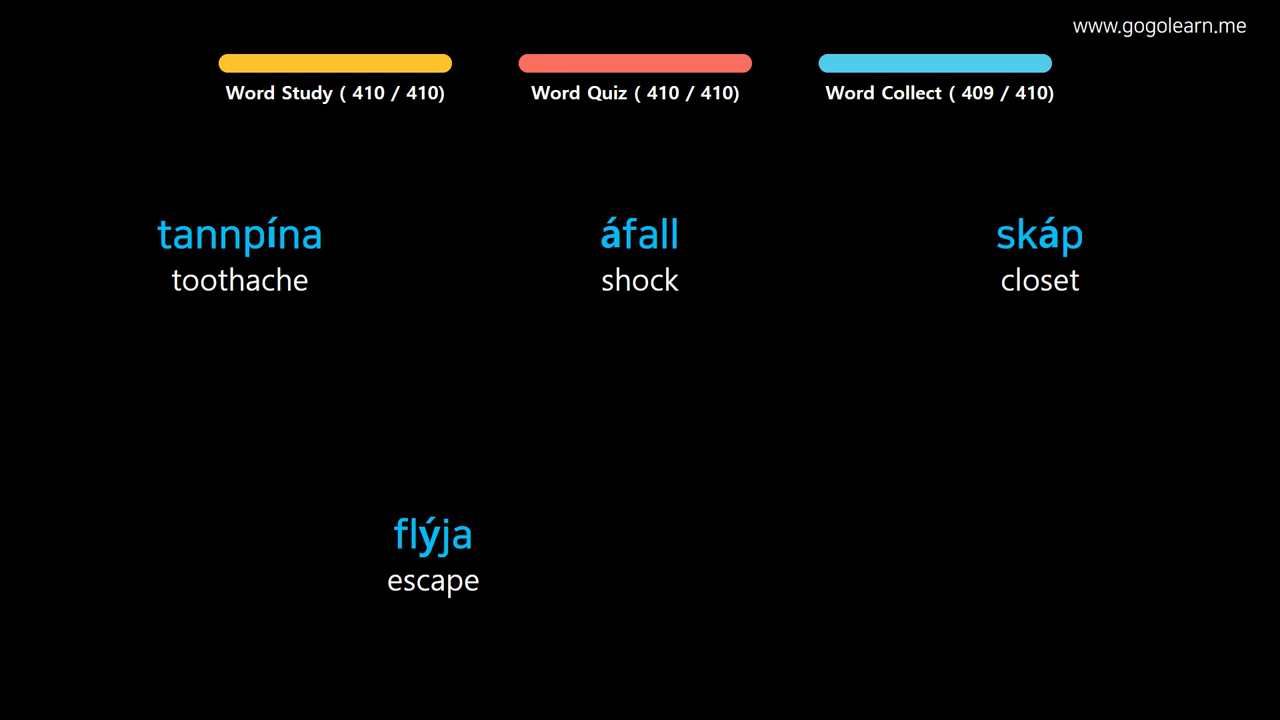 www.gogolearn.me
Word Study ( 410 / 410)
Word Quiz ( 410 / 410)
Word Collect ( 409 / 410)
tannpína
toothache
áfall
shock
skáp
closet
flýja
escape